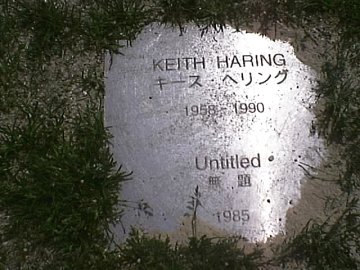 KEITH HARING
キース ヘリング
1958 - 1990
Untitled
無 題
1985